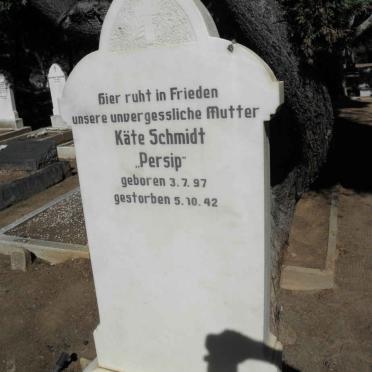 Hier ruht in Frieden
unsere unvergessliche Mutter
Käte Schmidt
„Persip"
geboren 3.7.97
gestorben 5.10.42